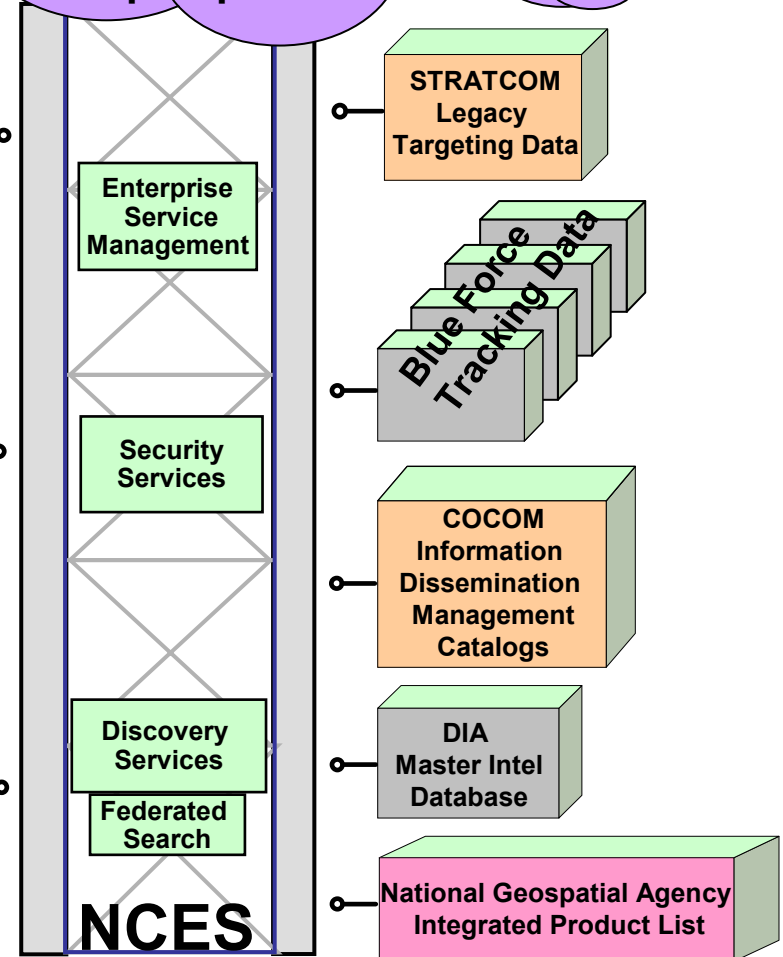 Enterprise
Service
Management
Security
Services
Discovery
Services
Federated
Search
NCES
STRATCOM
Legacy
Targeting Data
Blue Force
Tracking Data
COCOM
Information
Dissemination
Management
Catalogs
DIA
Master Intel
Database
National Geospatial Agency
Integrated Product List